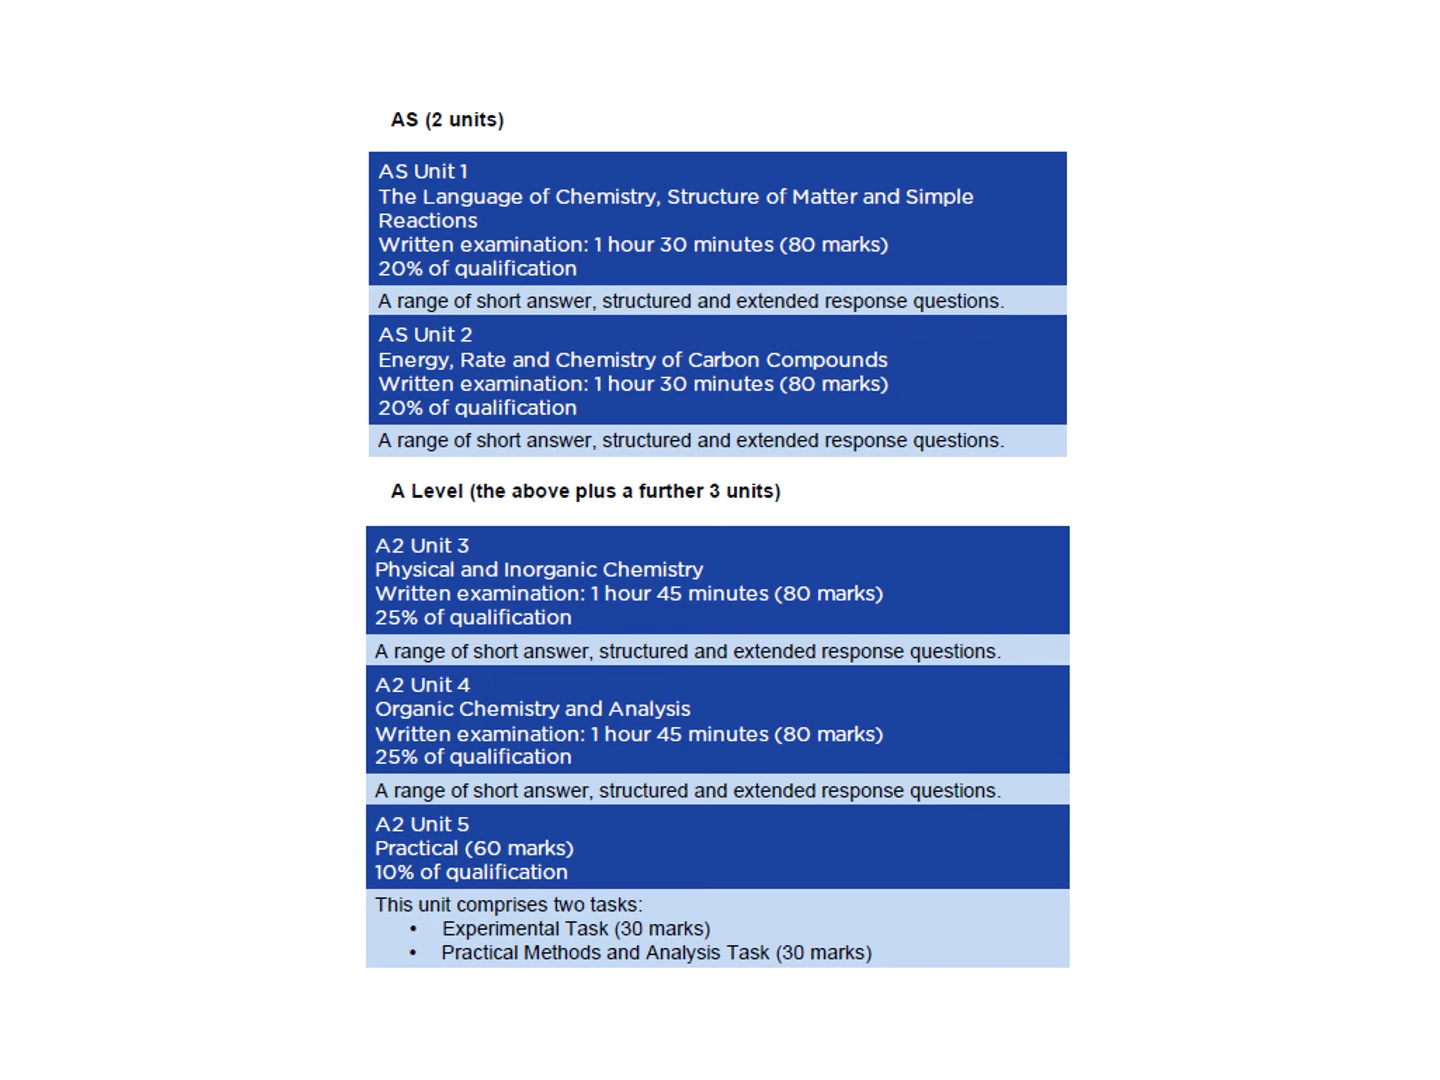 AS (2 units)
AS Unit 1
The Language of Chemistry, Structure of Matter and Simple
Reactions
Written examination: 1 hour 30 minutes (80 marks)
20% of qualification
A range of short answer, structured and extended response questions.
AS Unit 2
Energy, Rate and Chemistry of Carbon Compounds
Written examination: 1 hour 30 minutes (80 marks)
20% of qualification
A range of short answer, structured and extended response questions.
A Level (the above plus a further 3 units)
A2 Unit 3
Physical and Inorganic Chemistry
Written examination: 1 hour 45 minutes (80 marks)
25% of qualification
A range of short answer, structured and extended response questions.
A2 Unit 4
Organic Chemistry and Analysis
Written examination: 1 hour 45 minutes (80 marks)
25% of qualification
A range of short answer, structured and extended response questions.
A2 Unit 5
Practical (60 marks)
10% of qualification
This unit comprises two tasks:
• Experimental Task (30 marks)
• Practical Methods and Analysis Task (30 marks)